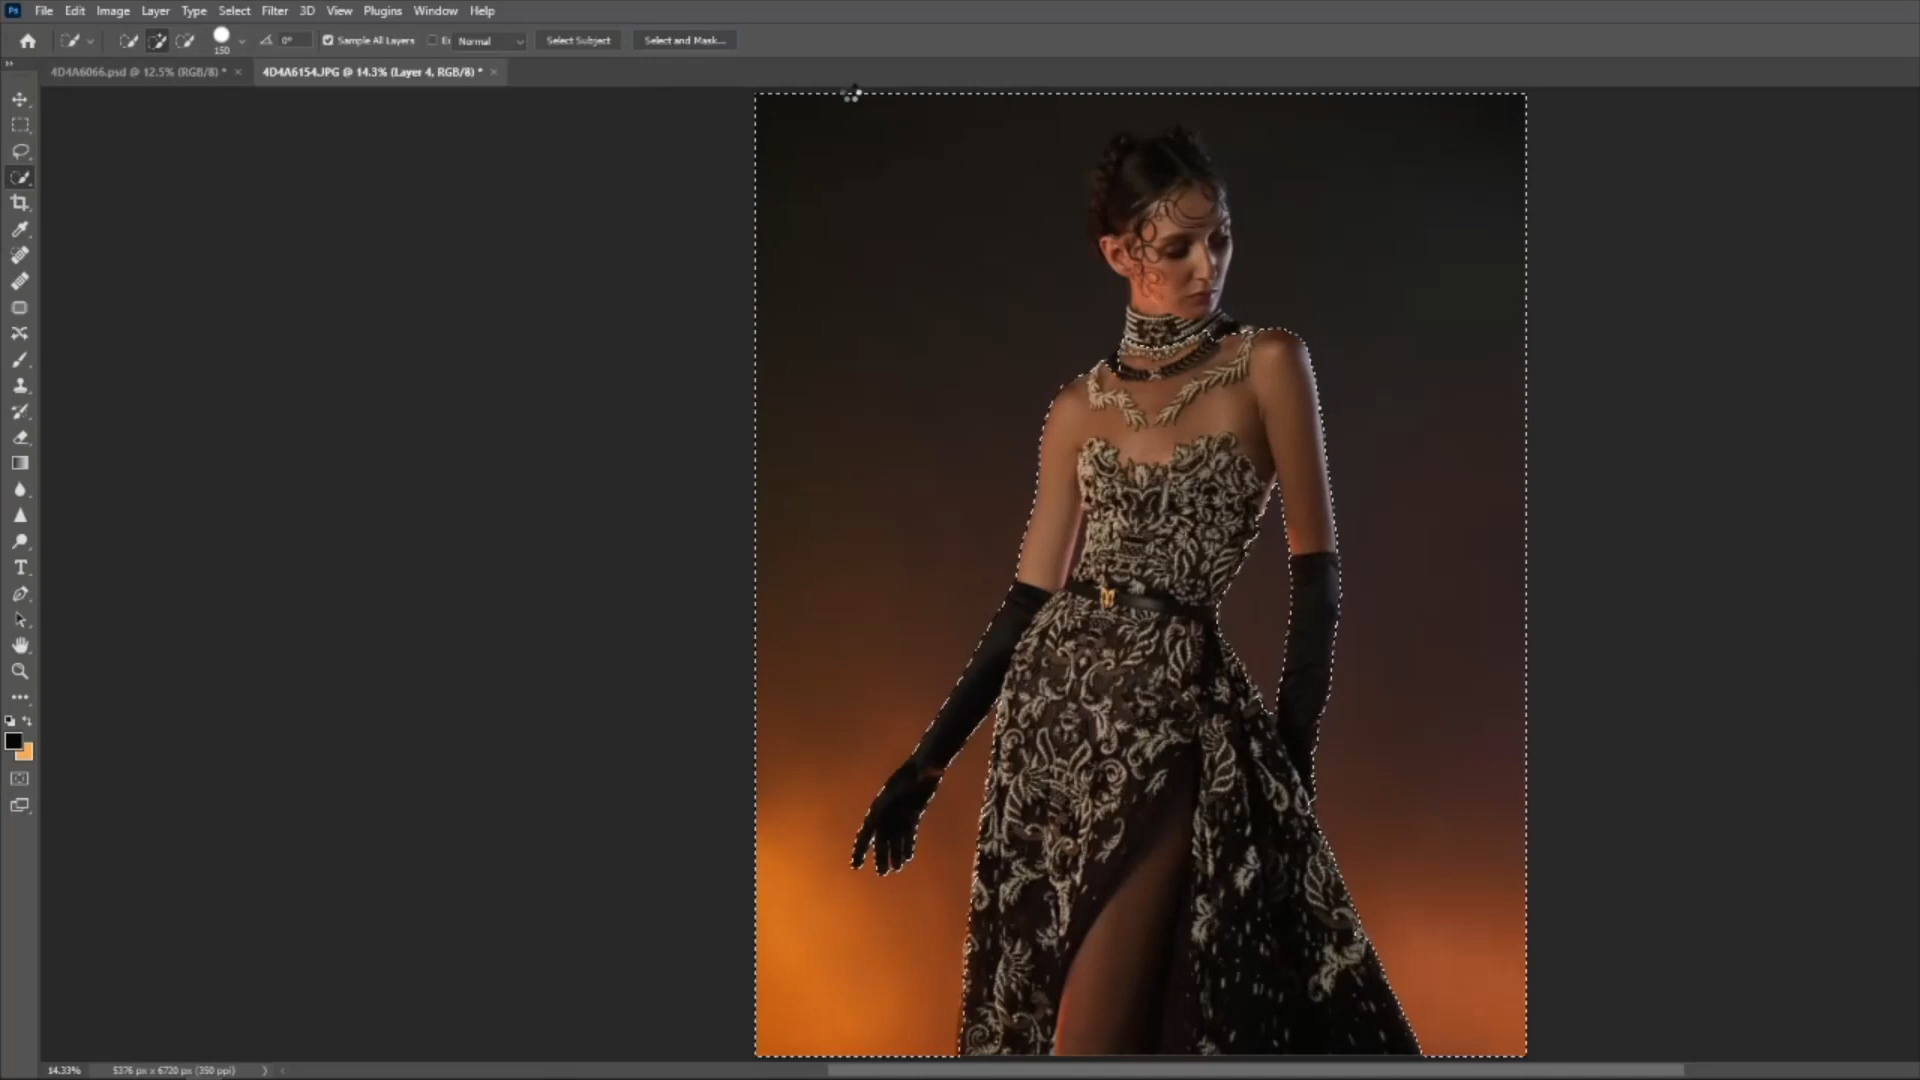 Ps File Edit Image Layer Type Select Filter 3D View Plugins Window Help
150 0° Sample All Layers Normal Select Subject Select and Mask...
4D4A6066.psd @ 12.5% (RGB/8) * × 4D4A6154.JPG @ 14.3% (Layer 4, RGB/8) * ×
14.33% 5376 px x 6720 px (350 ppi)